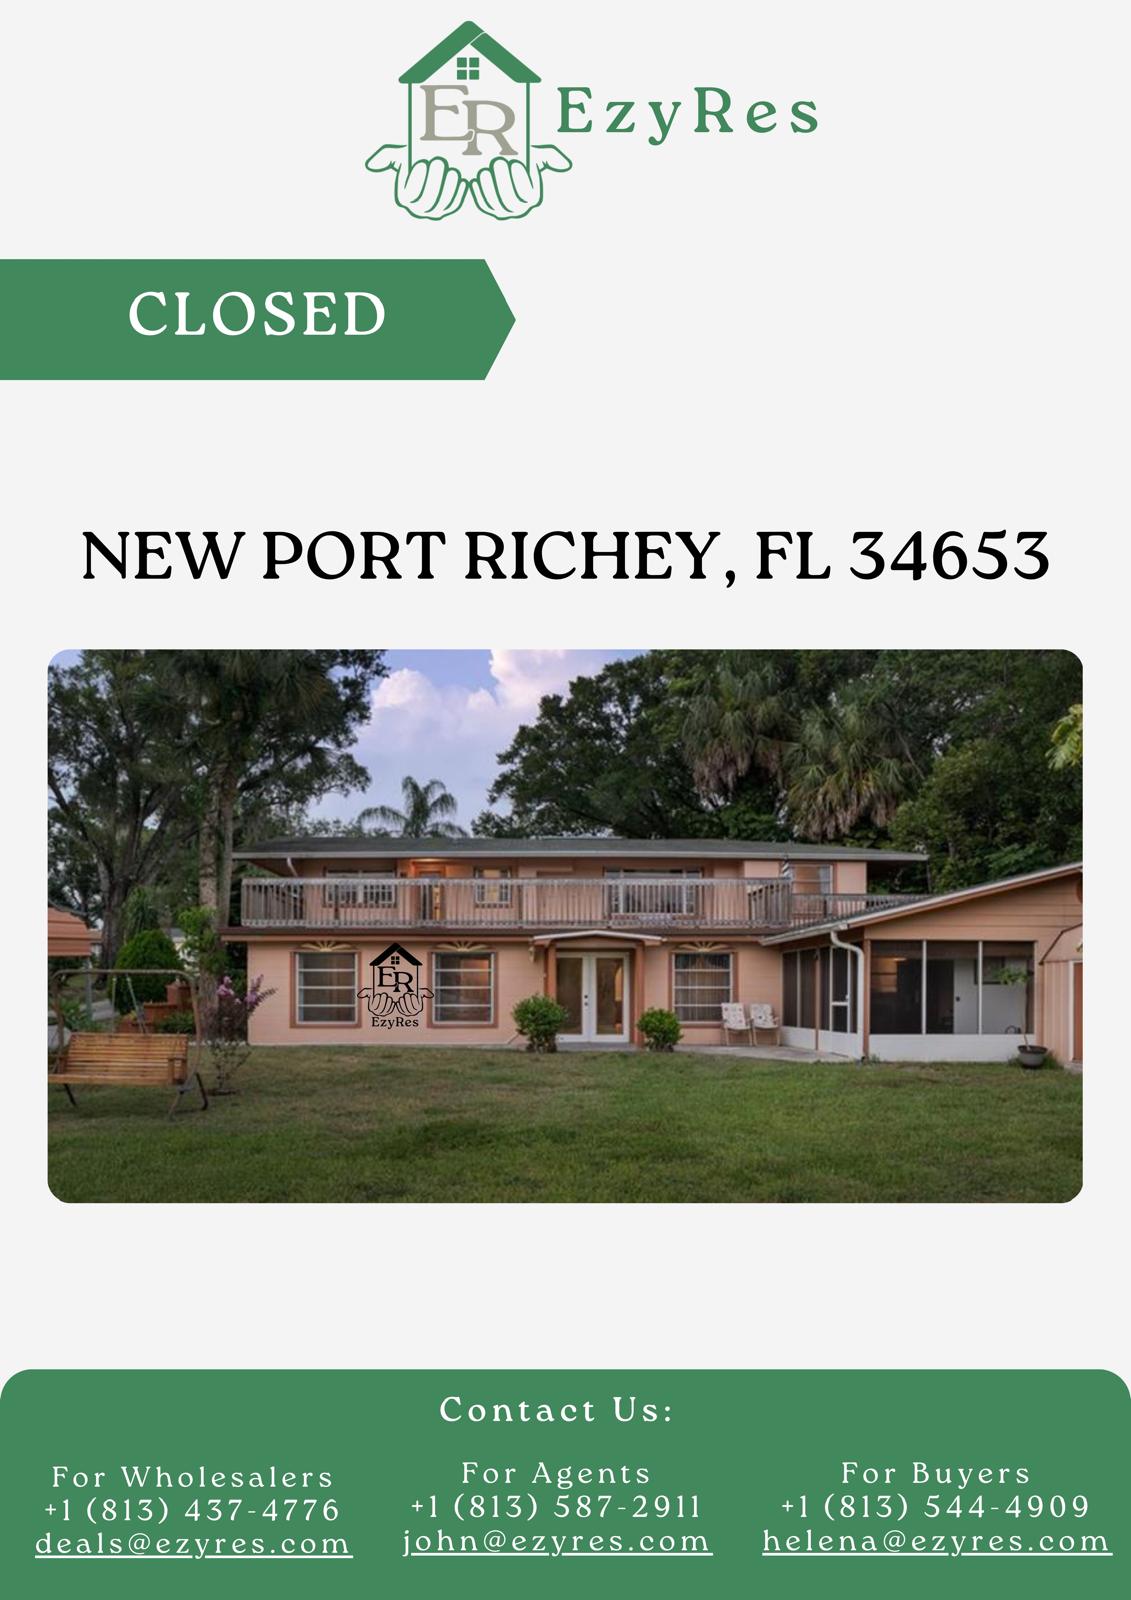 ER
EzyRes
CLOSED
NEW PORT RICHEY, FL 34653
ER
EzyRes
Contact Us:
For Wholesalers
+1 (813) 437-4776
deals@ezyres.com
For Agents
+1 (813) 587-2911
john@ezyres.com
For Buyers
+1 (813) 544-4909
helena@ezyres.com